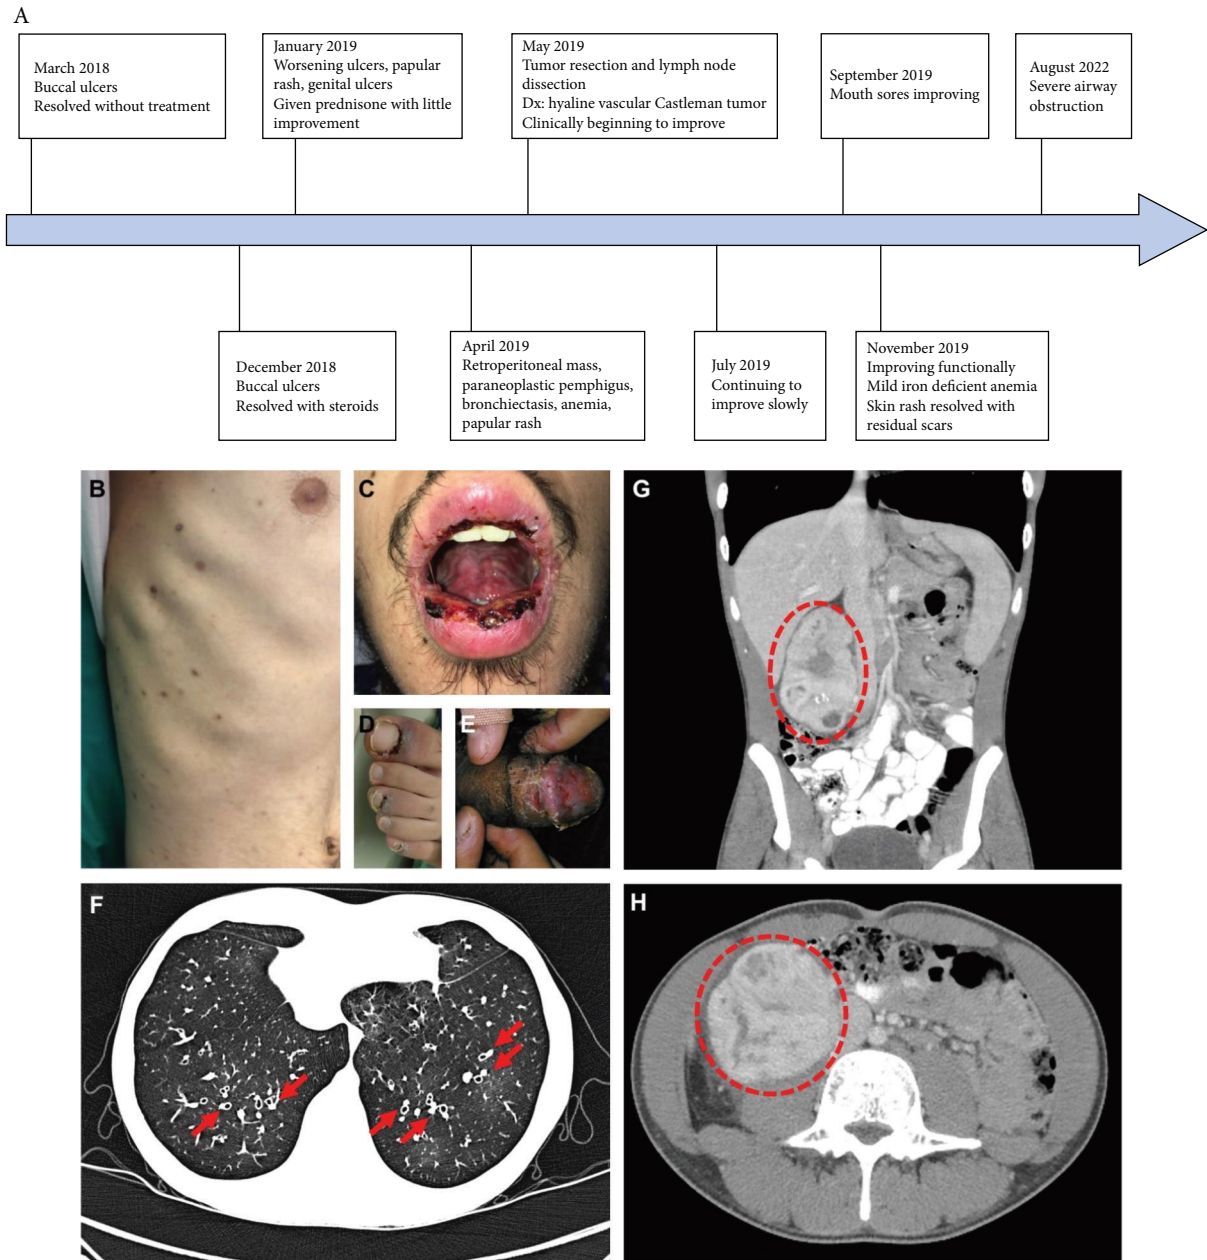 A
March 2018
Buccal ulcers
Resolved without treatment
January 2019
Worsening ulcers, papular
rash, genital ulcers
Given prednisone with little
improvement
May 2019
Tumor resection and lymph node
dissection
Dx: hyaline vascular Castleman tumor
Clinically beginning to improve
September 2019
Mouth sores improving
August 2022
Severe airway
obstruction
December 2018
Buccal ulcers
Resolved with steroids
April 2019
Retroperitoneal mass,
paraneoplastic pemphigus,
bronchiectasis, anemia,
papular rash
July 2019
Continuing to
improve slowly
November 2019
Improving functionally
Mild iron deficient anemia
Skin rash resolved with
residual scars
B
C
G
D
E
F
H